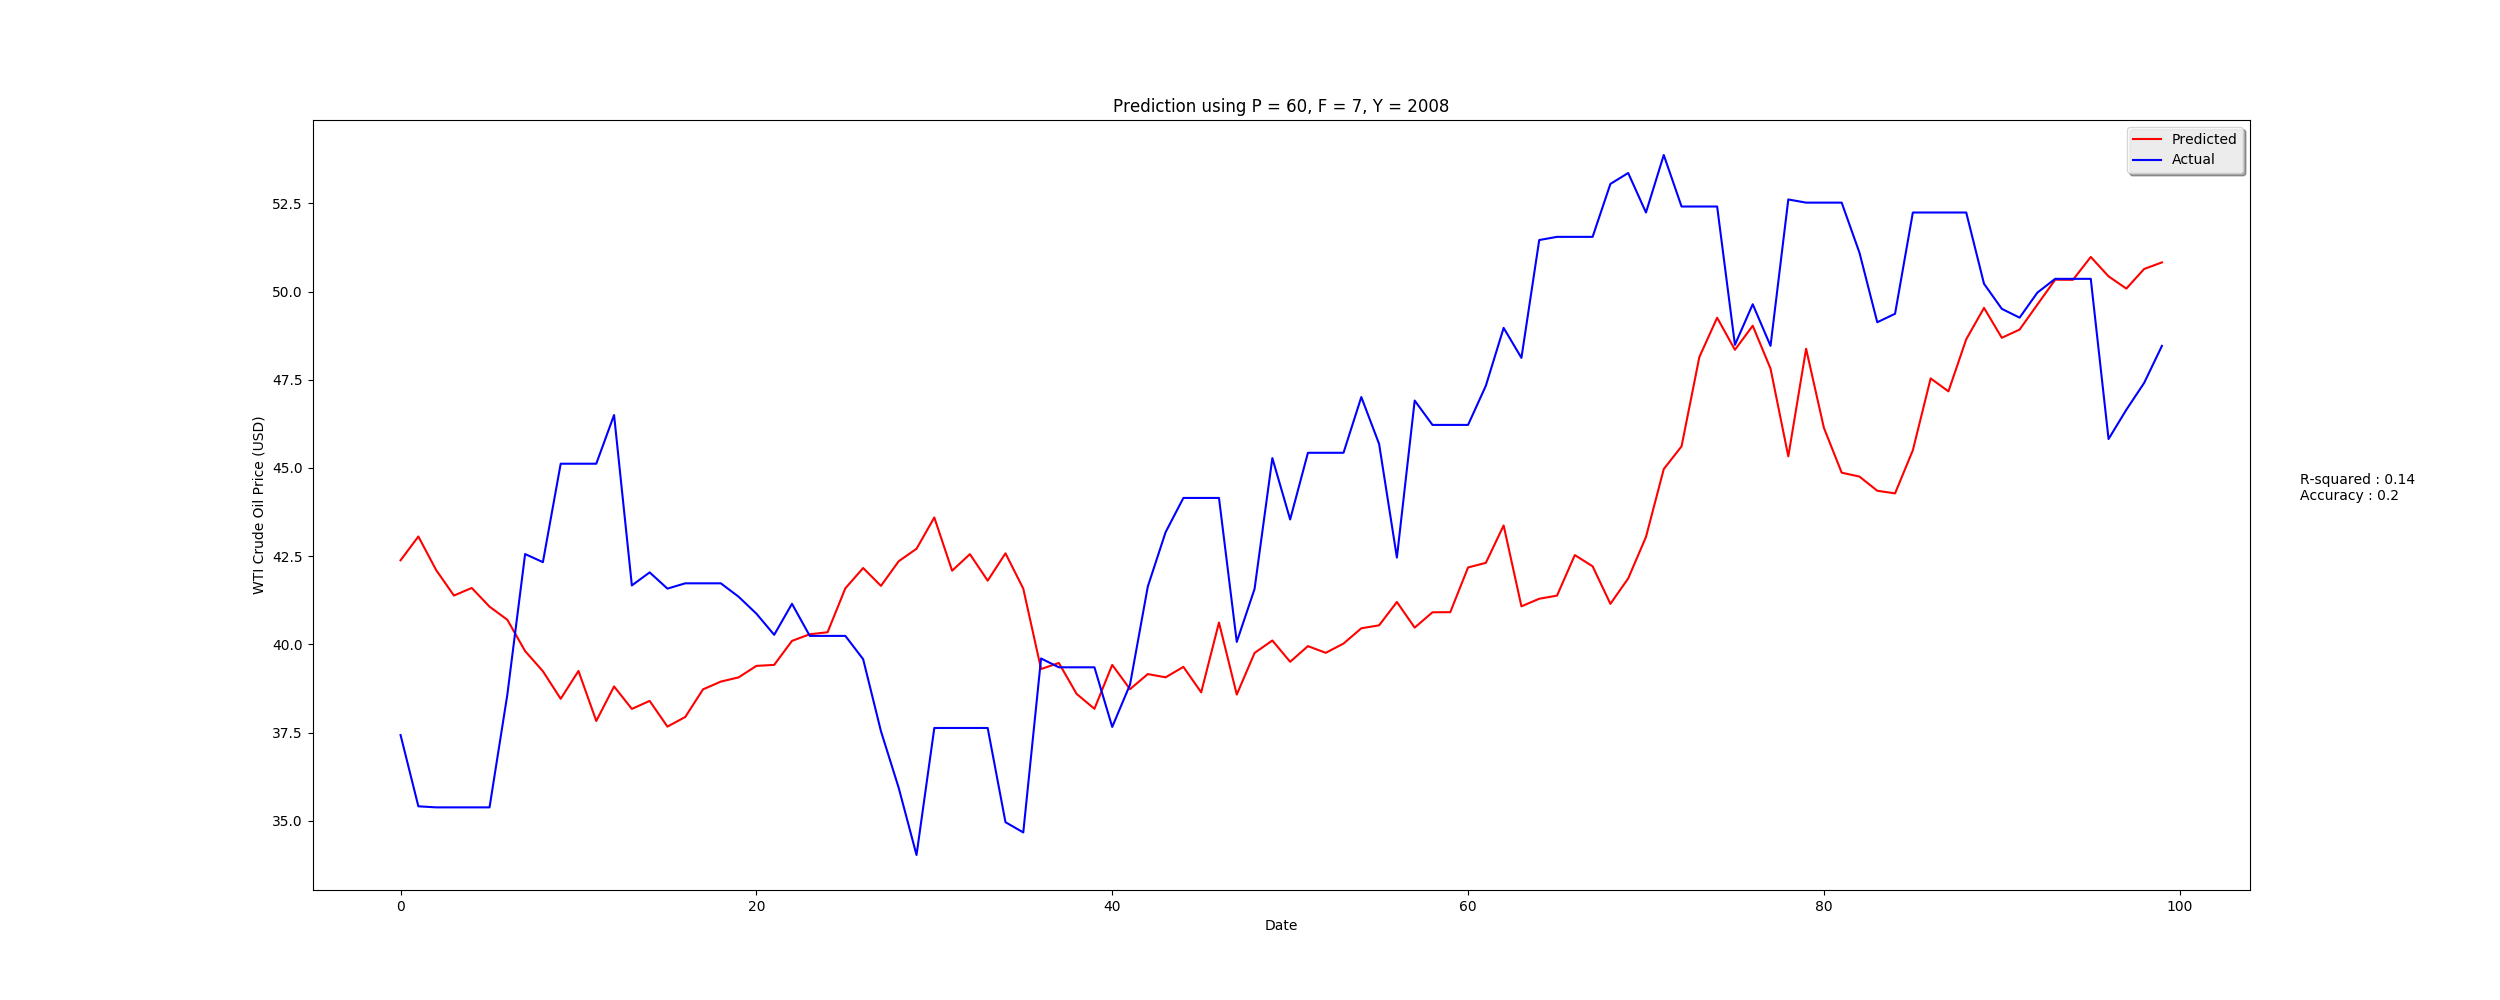 Prediction using P = 60, F = 7, Y = 2008
Predicted
Actual
52.5
50.0
47.5
45.0
42.5
40.0
37.5
35.0
WTI Crude Oil Price (USD)
R-squared : 0.14
Accuracy : 0.2
0 20 40 60 80 100
Date